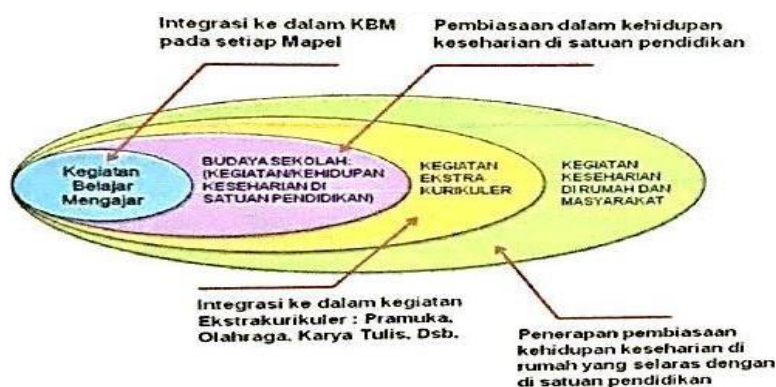 Integrasi ke dalam KBM
pada setiap Mapel
Pembiasaan dalam kehidupan
keseharian di satuan pendidikan
Kegiatan
Belajar
Mengajar
BUDAYA SEKOLAH:
(KEGIATAN/KEHIDUPAN
KESEHARIAN DI
SATUAN PENDIDIKAN)
KEGIATAN
EKSTRA
KURIKULER
KEGIATAN
KESEHARIAN
DI RUMAH DAN
MASYARAKAT
Integrasi ke dalam kegiatan
Ekstrakurikuler : Pramuka,
Olahraga, Karya Tulis, Dsb.
Penerapan pembiasaan
kehidupan keseharian di
rumah yang selaras dengan
di satuan pendidikan